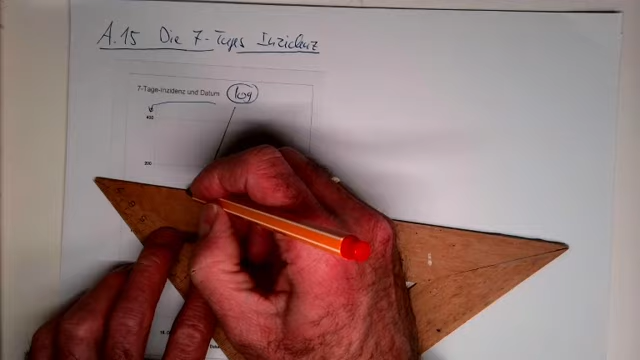 A.15 Die 7-Tages Inzidenz
7-Tage-Inzidenz und Datum
log
400
200